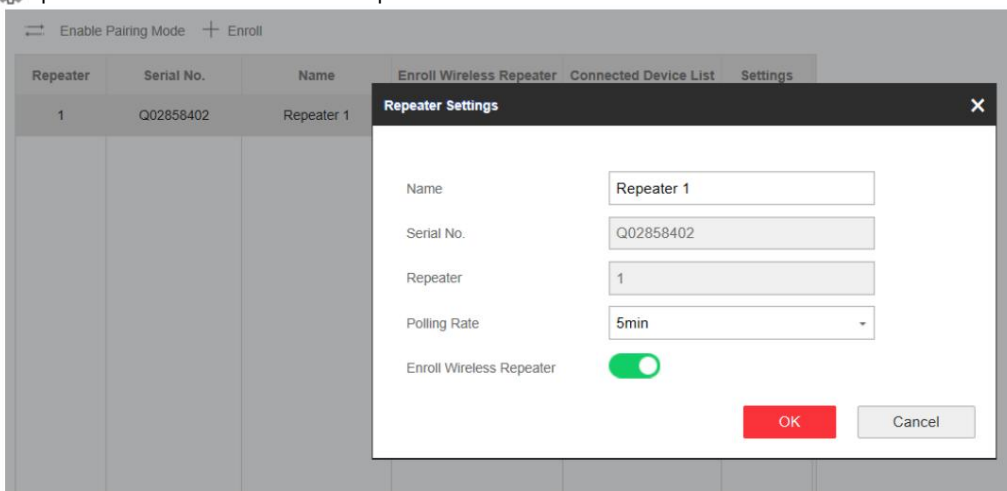 Enable Pairing Mode Enroll
Repeater Serial No. Name Enroll Wireless Repeater Connected Device List Settings
1 Q02858402 Repeater 1
Repeater Settings
Name Repeater 1
Serial No. Q02858402
Repeater 1
Polling Rate 5min
Enroll Wireless Repeater
OK Cancel